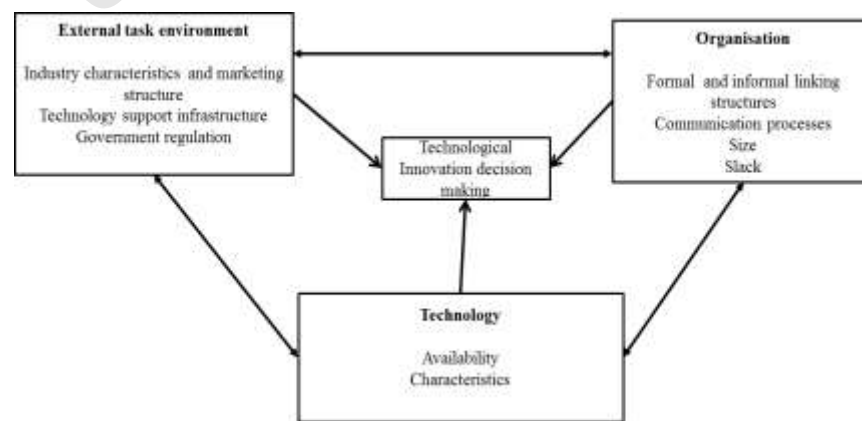 External task environment
Industry characteristics and marketing
structure
Technology support infrastructure
Government regulation
Organisation
Formal and informal linking
structures
Communication processes
Size
Slack
Technological
Innovation decision
making
Technology
Availability
Characteristics